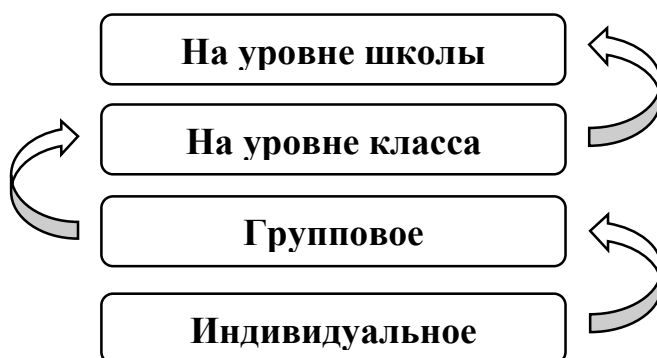 На уровне школы
На уровне класса
Групповое
Индивидуальное